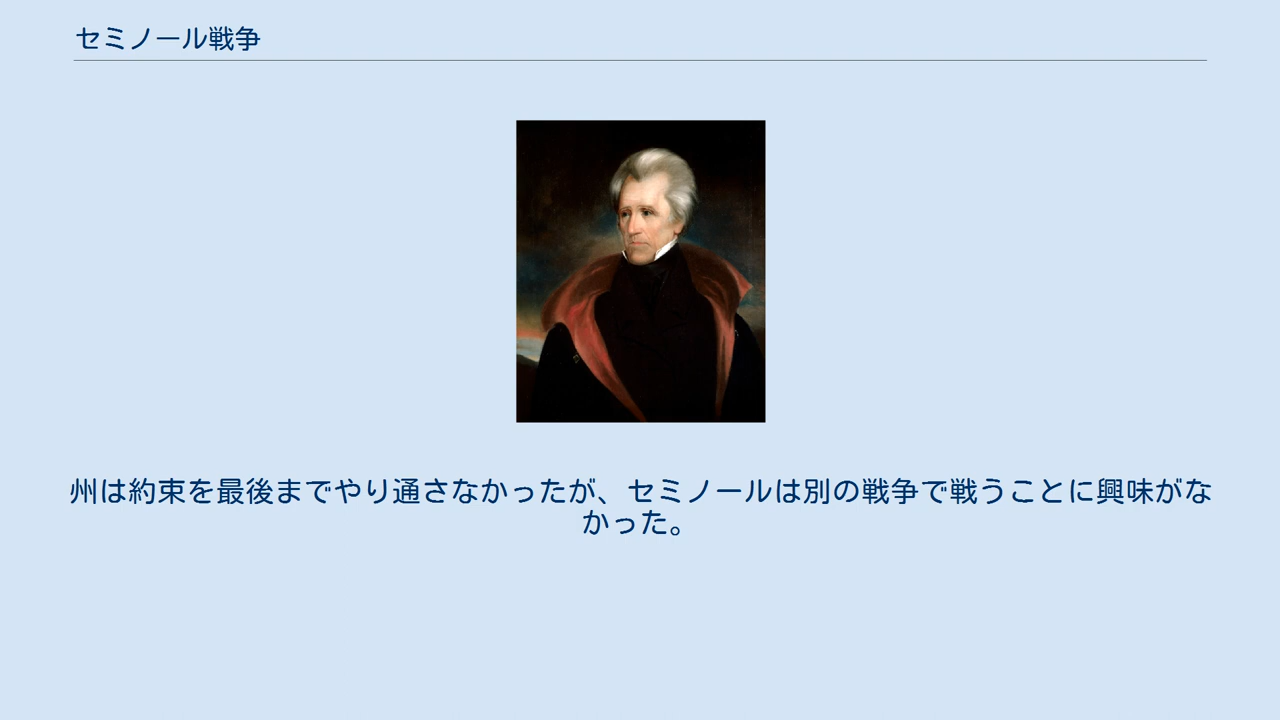 セミノール戦争
州は約束を最後までやり通さなかったが、セミノールは別の戦争で戦うことに興味がな
かった。